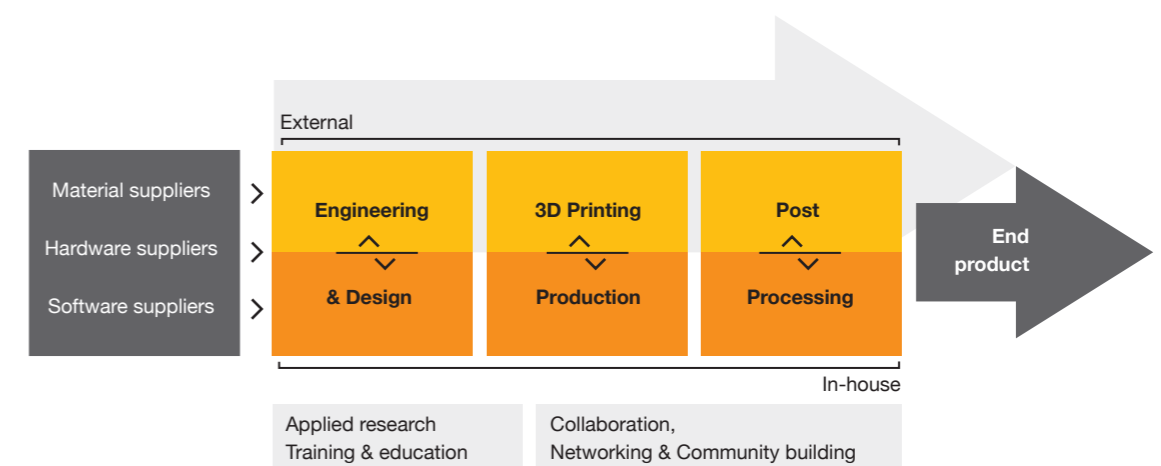 External
Material suppliers
Hardware suppliers
Software suppliers
Engineering
& Design
3D Printing
Production
Post
Processing
End
product
In-house
Applied research
Training & education
Collaboration,
Networking & Community building